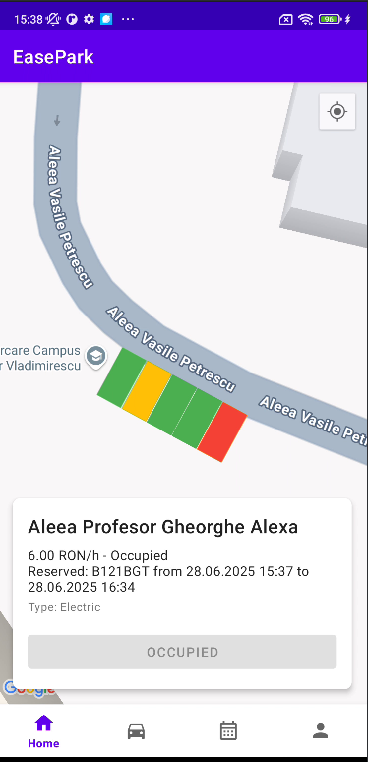 15:38
96
EasePark
Aleea Vasile Petrescu
Aleea Vasile Petrescu
Aleea Vasile Pet
rcare Campus
r Vladimirescu
Aleea Profesor Gheorghe Alexa
6.00 RON/h - Occupied
Reserved: B121BGT from 28.06.2025 15:37 to
28.06.2025 16:34
Type: Electric
OCCUPIED
Google
Home